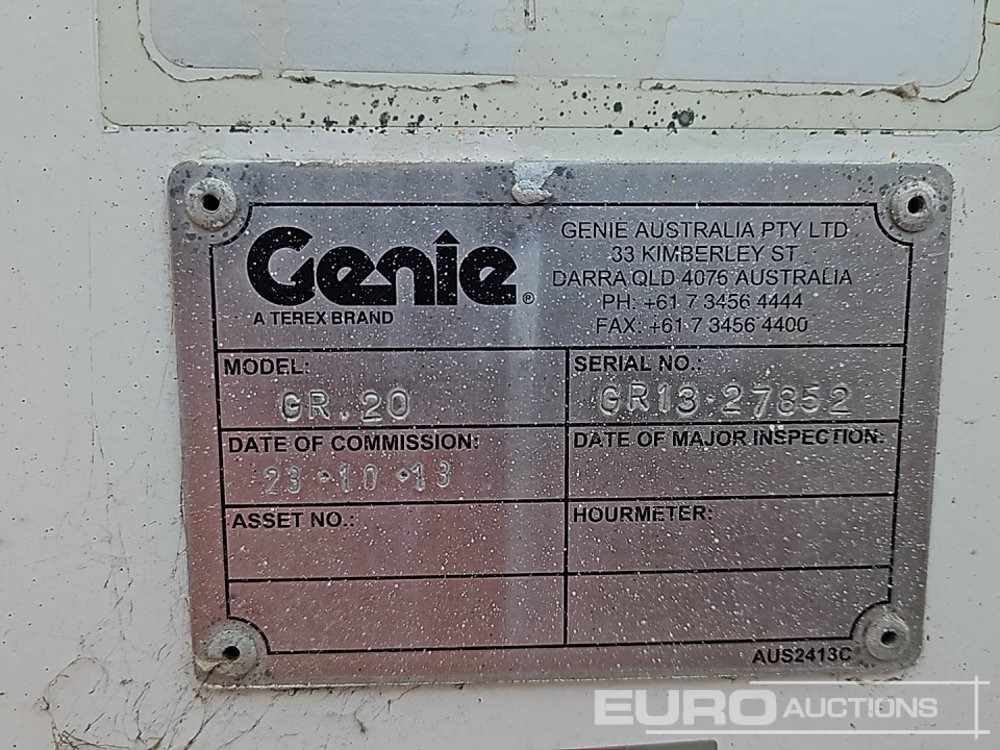 Genie®
A TEREX BRAND
GENIE AUSTRALIA PTY LTD
33 KIMBERLEY ST
DARRA QLD 4076 AUSTRALIA
PH: +61 7 3456 4444
FAX: +61 7 3456 4400
MODEL:
GR.20
SERIAL NO.:
GR13·27852
DATE OF COMMISSION:
23·10·13
DATE OF MAJOR INSPECTION:
ASSET NO.:
HOURMETER:
AUS2413C
EURO AUCTIONS